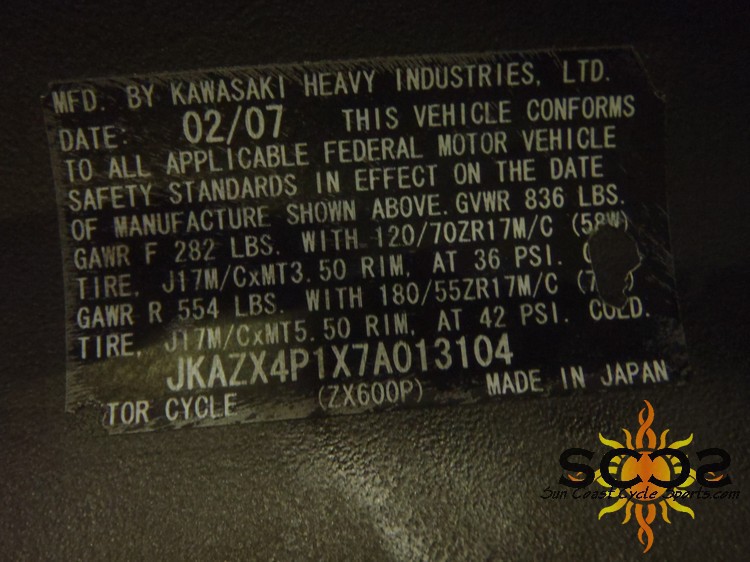 MFD. BY KAWASAKI HEAVY INDUSTRIES, LTD.
DATE: 02/07 THIS VEHICLE CONFORMS
TO ALL APPLICABLE FEDERAL MOTOR VEHICLE
SAFETY STANDARDS IN EFFECT ON THE DATE
OF MANUFACTURE SHOWN ABOVE. GVWR 836 LBS.
GAWR F 282 LBS. WITH 120/70ZR17M/C (58W)
TIRE, J17M/CxMT3.50 RIM, AT 36 PSI.
GAWR R 554 LBS. WITH 180/55ZR17M/C
TIRE, J17M/CxMT5.50 RIM, AT 42 PSI. COLD.
JKAZX4P1X7A013104
TOR CYCLE (ZX600P) MADE IN JAPAN
SCCS
Sun Coast Cycle Sports.com